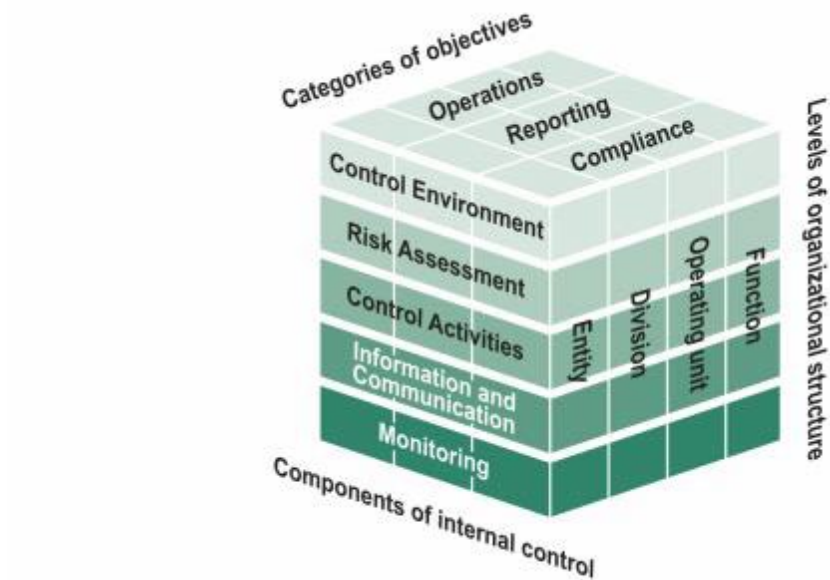 Categories of objectives
Operations
Reporting
Compliance
Control Environment
Risk Assessment
Control Activities
Information and
Communication
Monitoring
Components of internal control
Entity
Division
Operating unit
Function
Levels of organizational structure